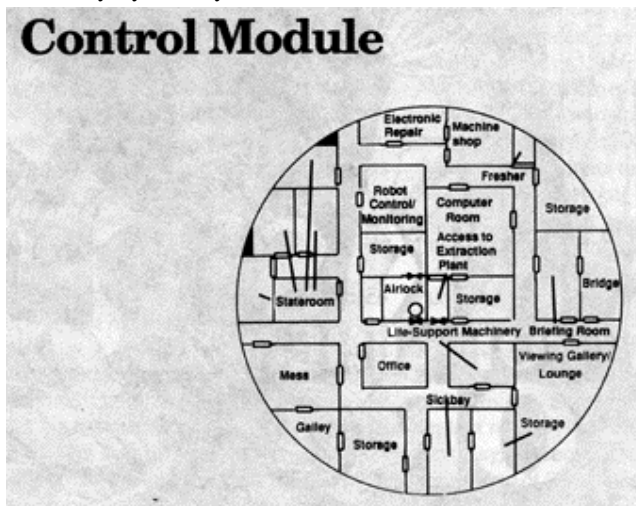 Control Module
Electronic
Repair
Machine
shop
Fresher
Robot
Control/
Monitoring
Computer
Room
Storage
Storage
Access to
Extraction
Plant
Bridge
Airlock
Storage
Stateroom
Life-Support Machinery
Briefing Room
Viewing Gallery/
Lounge
Office
Mess
Sickbay
Galley
Storage
Storage